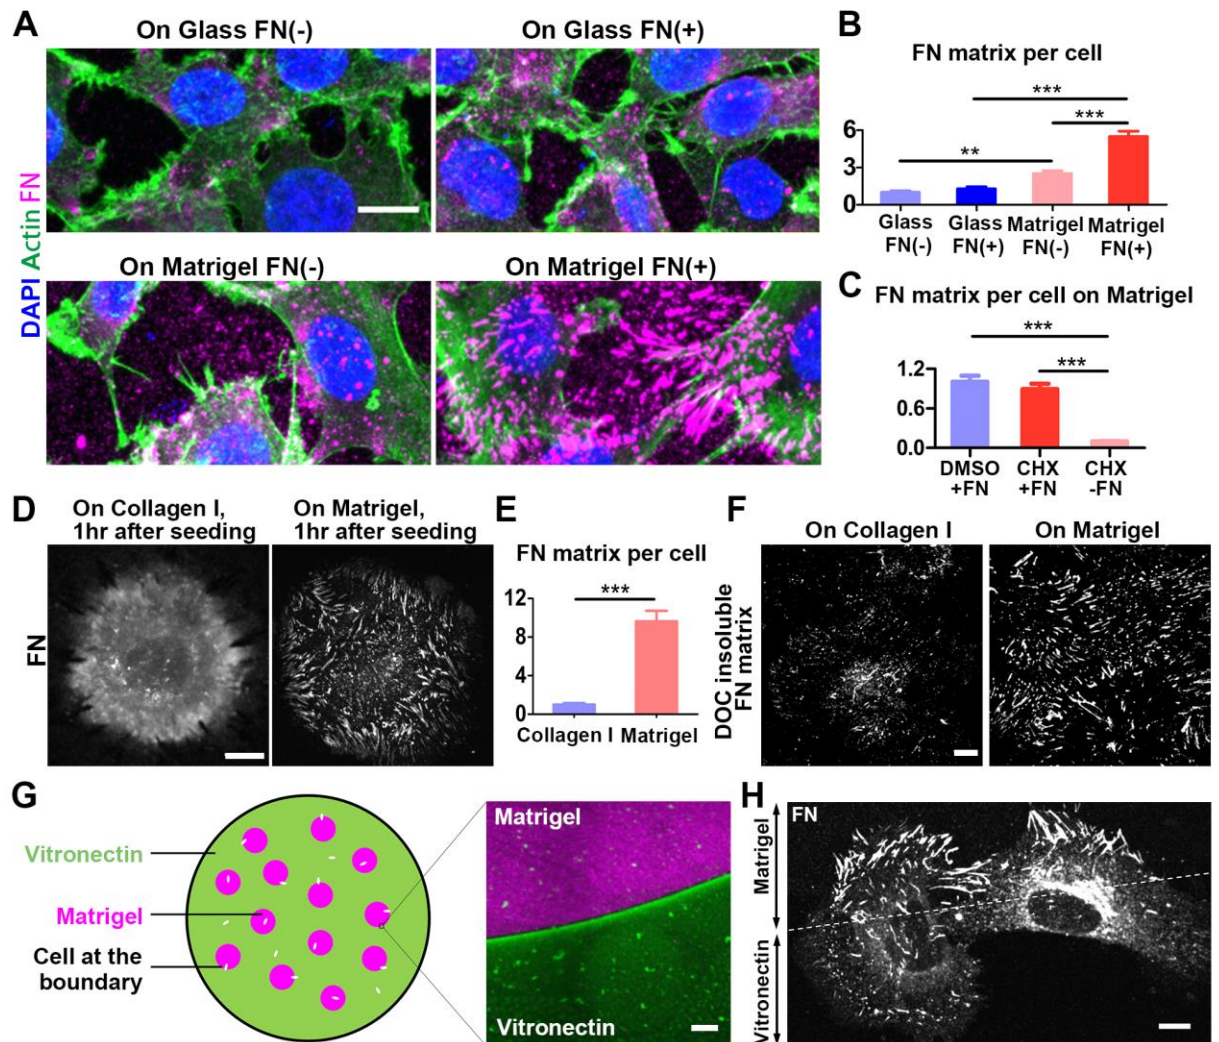 A
On Glass FN(-)
On Glass FN(+)
On Matrigel FN(-)
On Matrigel FN(+)
DAPI Actin FN
B
FN matrix per cell
***
***
**
6
3
0
Glass FN(-)
Glass FN(+)
Matrigel FN(-)
Matrigel FN(+)
C
FN matrix per cell on Matrigel
***
***
1.2
0.6
0.0
DMSO +FN
CHX +FN
CHX -FN
D
On Collagen I,
1hr after seeding
On Matrigel,
1hr after seeding
FN
E
FN matrix per cell
***
12
8
4
0
Collagen I
Matrigel
F
On Collagen I
On Matrigel
DOC insoluble
FN matrix
G
Vitronectin
Matrigel
Cell at the
boundary
Matrigel
Vitronectin
H
FN
Matrigel
Vitronectin